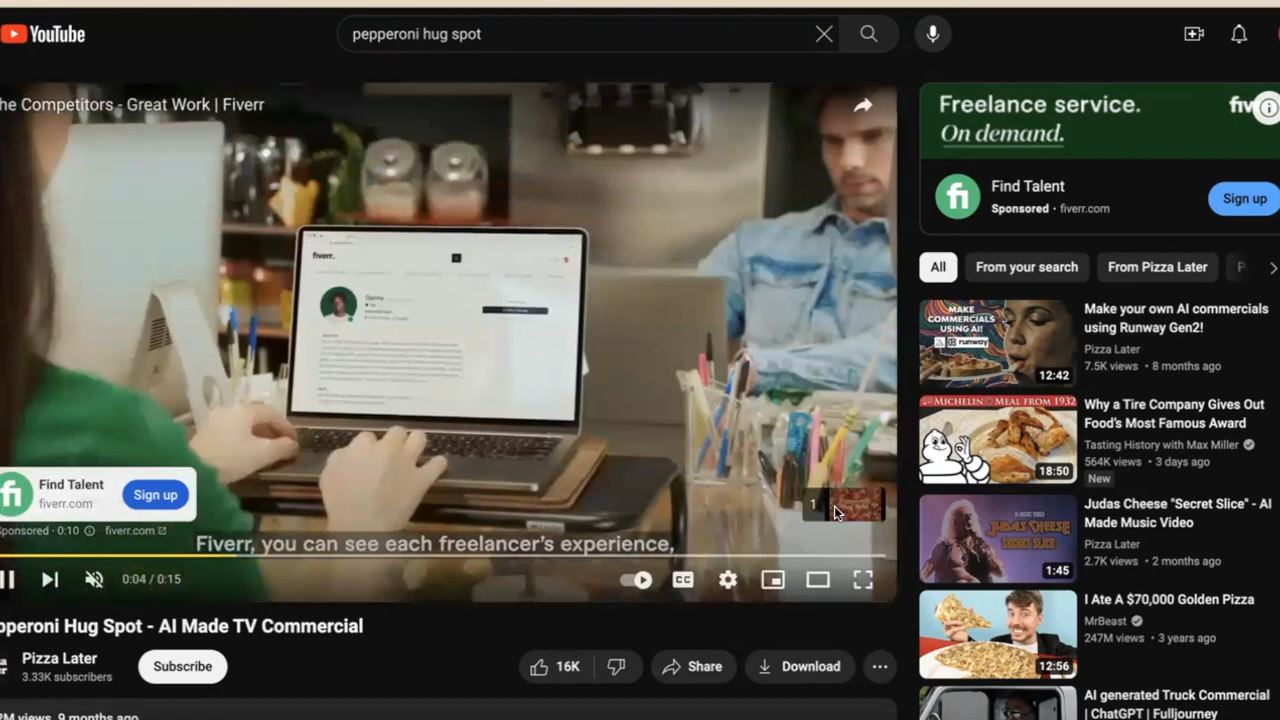 YouTube
pepperoni hug spot
he Competitors - Great Work | Fiverr
fiverr.
Find Talent
fiverr.com
Sign up
ponsored · 0:10
fiverr.com
1
Fiverr, you can see each freelancer's experience,
0:04 / 0:15
CC
pperoni Hug Spot - AI Made TV Commercial
Pizza Later
3.33K subscribers
Subscribe
16K
Share
Download
M views 9 months ago
Freelance service.
On demand.
fiv
fi
Find Talent
Sponsored · fiverr.com
Sign up
All
From your search
From Pizza Later
P
MAKE
COMMERCIALS
USING AI!
runway
12:42
Make your own AI commercials
using Runway Gen2!
Pizza Later
7.5K views · 8 months ago
MICHELIN MEAL FROM 1932
18:50
Why a Tire Company Gives Out
Food's Most Famous Award
Tasting History with Max Miller
564K views · 3 days ago
New
JUDAS CHEESE
SECRET SLICE
1:45
Judas Cheese "Secret Slice" - AI
Made Music Video
Pizza Later
2.7K views · 2 months ago
12:56
I Ate A $70,000 Golden Pizza
MrBeast
247M views · 3 years ago
AI generated Truck Commercial
| ChatGPT | Fulljourney